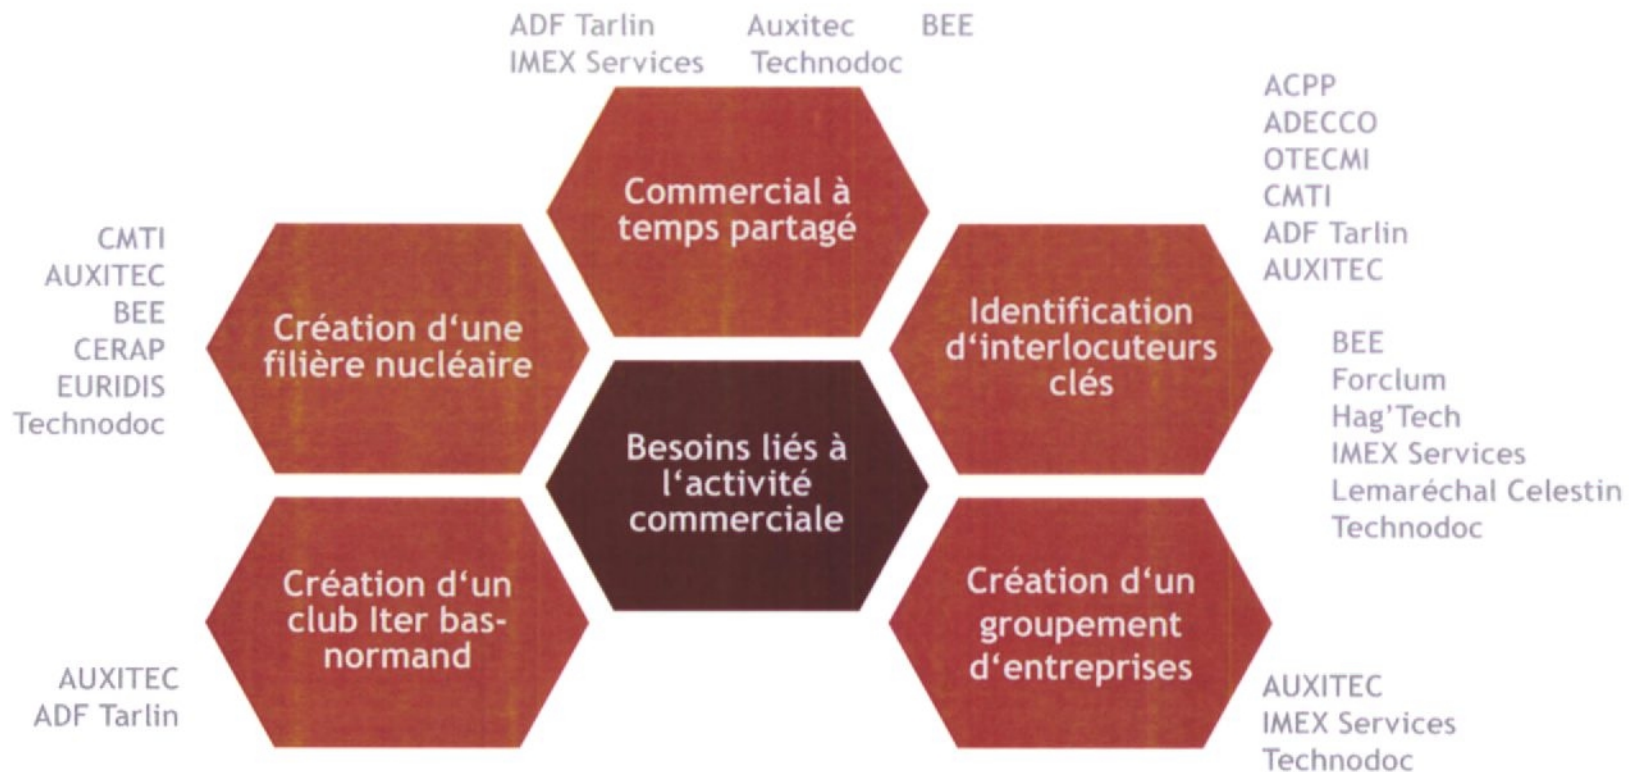 ADF Tarlin Auxitec BEE
IMEX Services Technodoc
Commercial à
temps partagé
ACPP
ADECCO
OTECMI
CMTI
ADF Tarlin
AUXITEC
CMTI
AUXITEC
BEE
CERAP
EURIDIS
Technodoc
Création d‘une
filière nucléaire
Identification
d‘interlocuteurs
clés
BEE
Forclum
Hag’Tech
IMEX Services
Lemaréchal Celestin
Technodoc
Besoins liés à
l‘activité
commerciale
Création d‘un
club Iter bas-
normand
AUXITEC
ADF Tarlin
Création d‘un
groupement
d‘entreprises
AUXITEC
IMEX Services
Technodoc